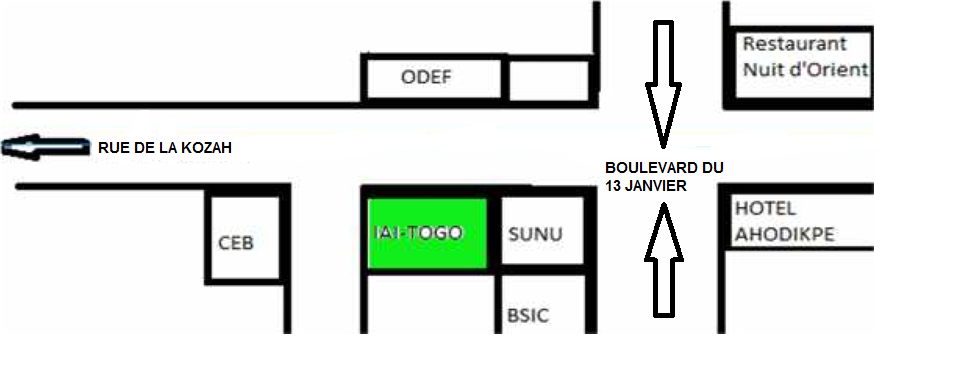 Restaurant
Nuit d'Orient
ODEF
RUE DE LA KOZAH
BOULEVARD DU
13 JANVIER
CEB
IAI-TOGO
SUNU
HOTEL
AHODIKPE
BSIC